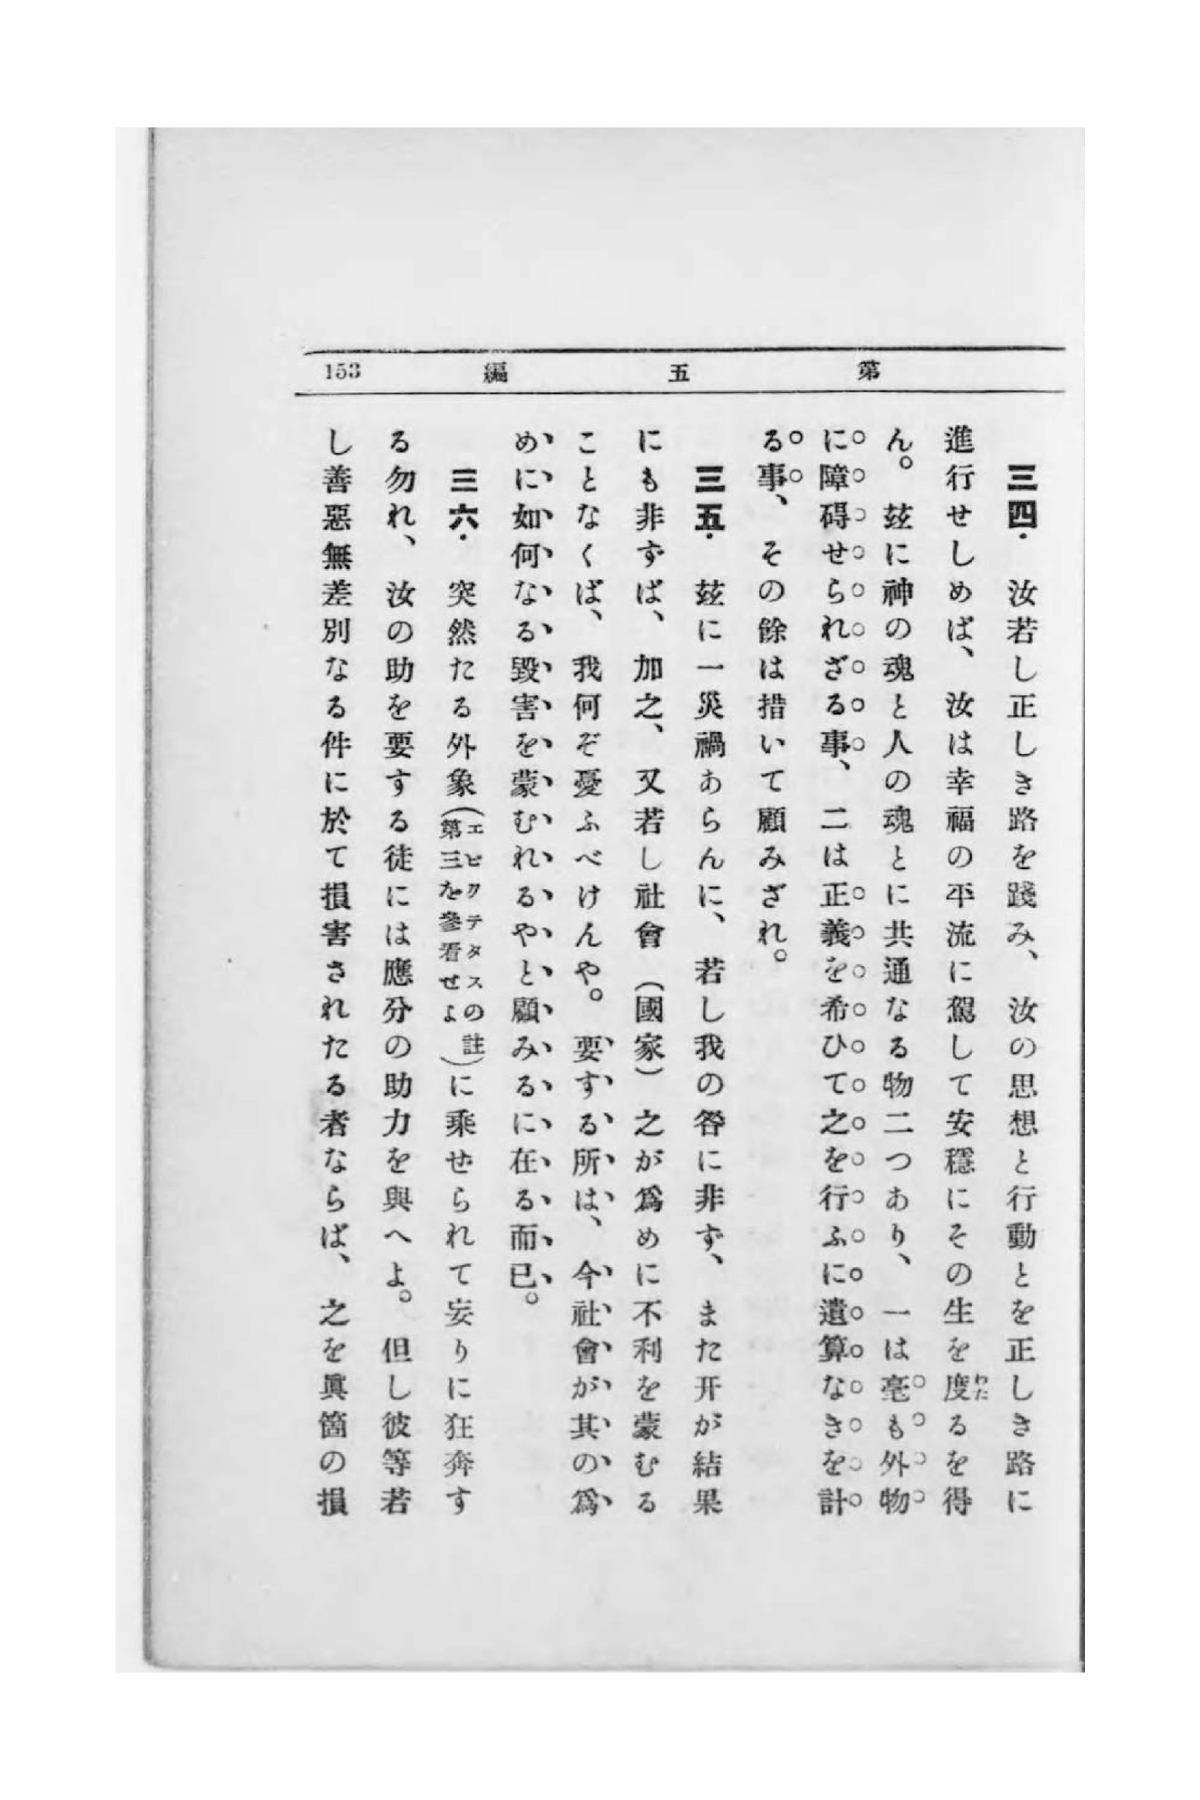 第五編
153
三四. 汝若し正しき路を踐み、汝の思想と行動とを正しき路に
進行せしめば、汝は幸福の平流に駕して安穩にその生を度るを得
わた
ん。玆に神の魂と人の魂とに共通なる物二つあり、一は毫も外物
に障碍せられざる事、二は正義を希ひて之を行ふに遺算なきを計
る事、その餘は措いて顧みざれ。
三五. 玆に一災禍あらんに、若し我の咎に非ず、また开が結果
にも非ずば、加之、又若し社會（國家）之が爲めに不利を蒙むる
ことなくば、我何ぞ憂ふべけんや。要する所は、今社會が其の爲
めに如何なる毀害を蒙むれるやと顧みるに在る而已。
三六. 突然たる外象（エピクテタスの註第三を參看せよ）に乘せられて妄りに狂奔す
る勿れ、汝の助を要する徒には應分の助力を與へよ。但し彼等若
し善惡無差別なる件に於て損害されたる者ならば、之を眞箇の損